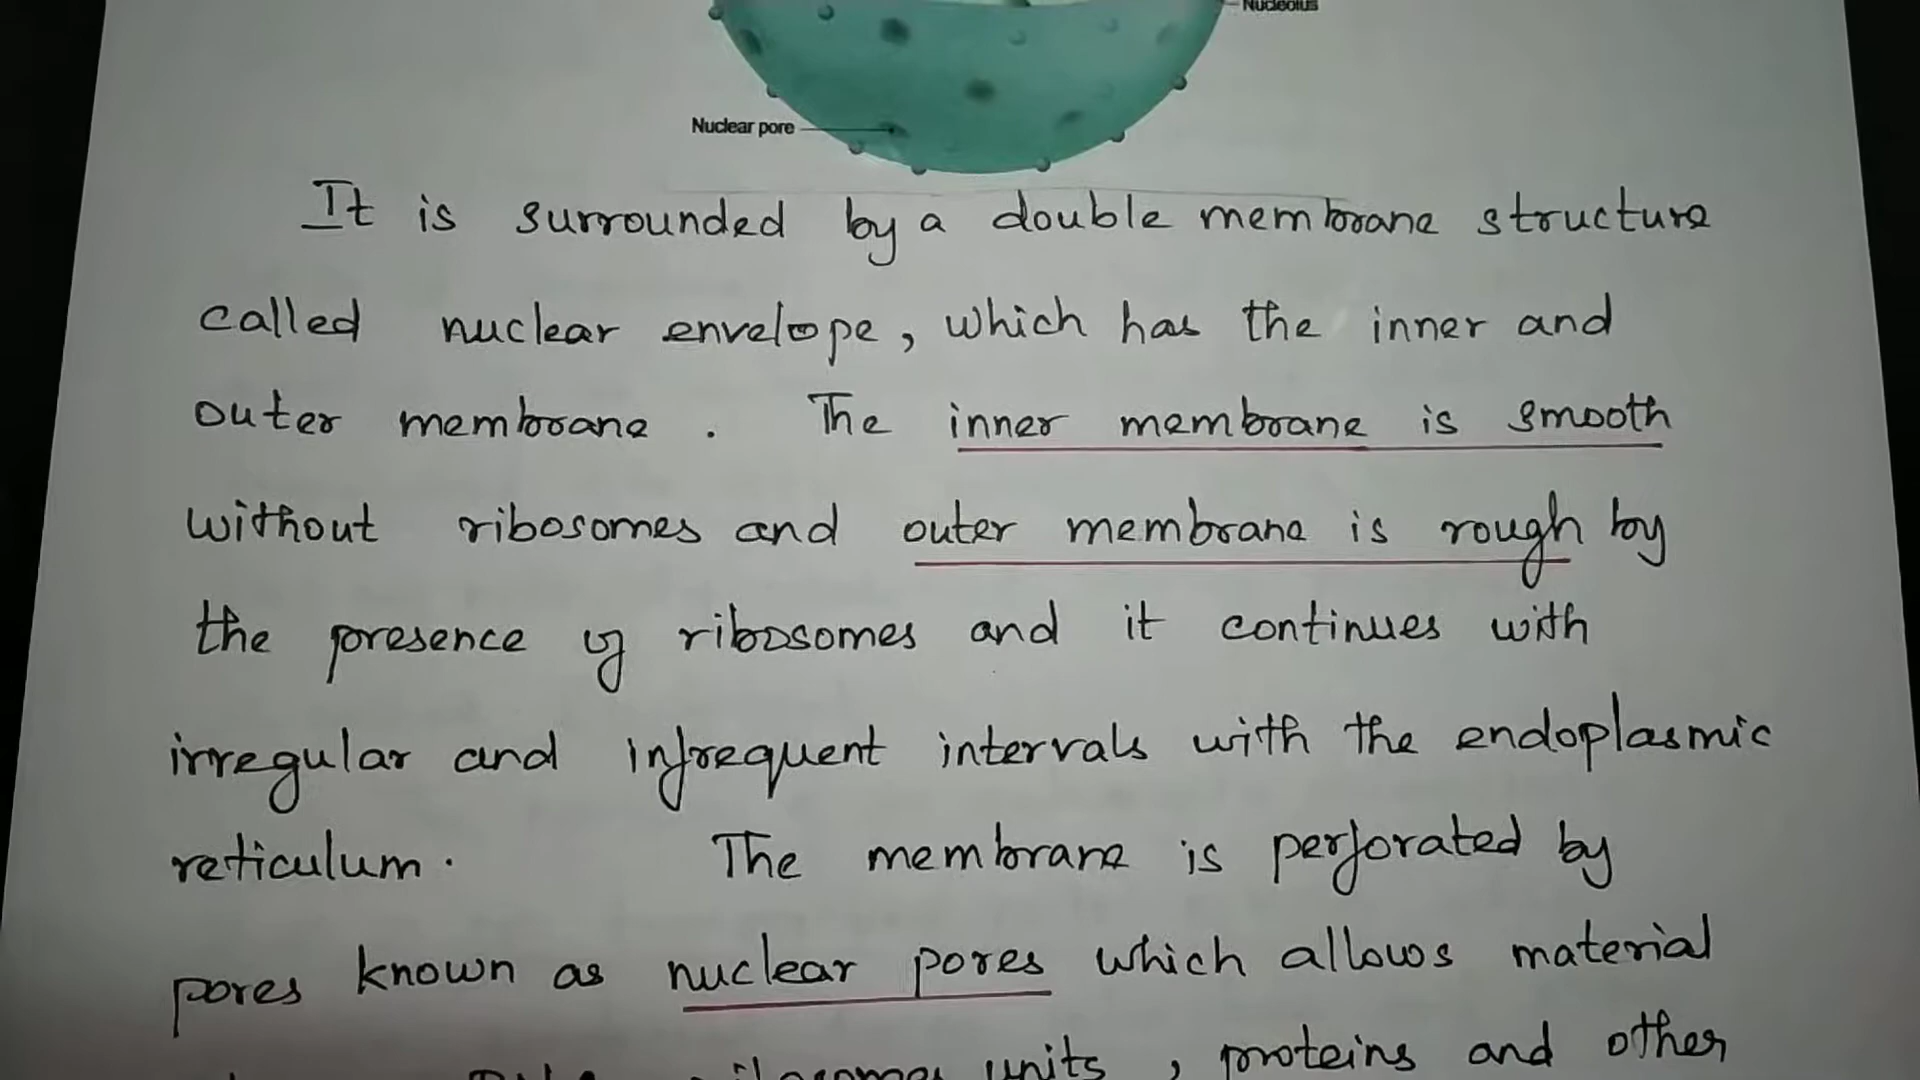 Nucleolus
Nuclear pore
It is surrounded by a double membrane structure
called nuclear envelope, which has the inner and
outer membrane. The inner membrane is smooth
without ribosomes and outer membrane is rough by
the presence of ribosomes and it continues with
irregular and infrequent intervals with the endoplasmic
reticulum. The membrane is perforated by
pores known as nuclear pores which allows material
units, proteins and other